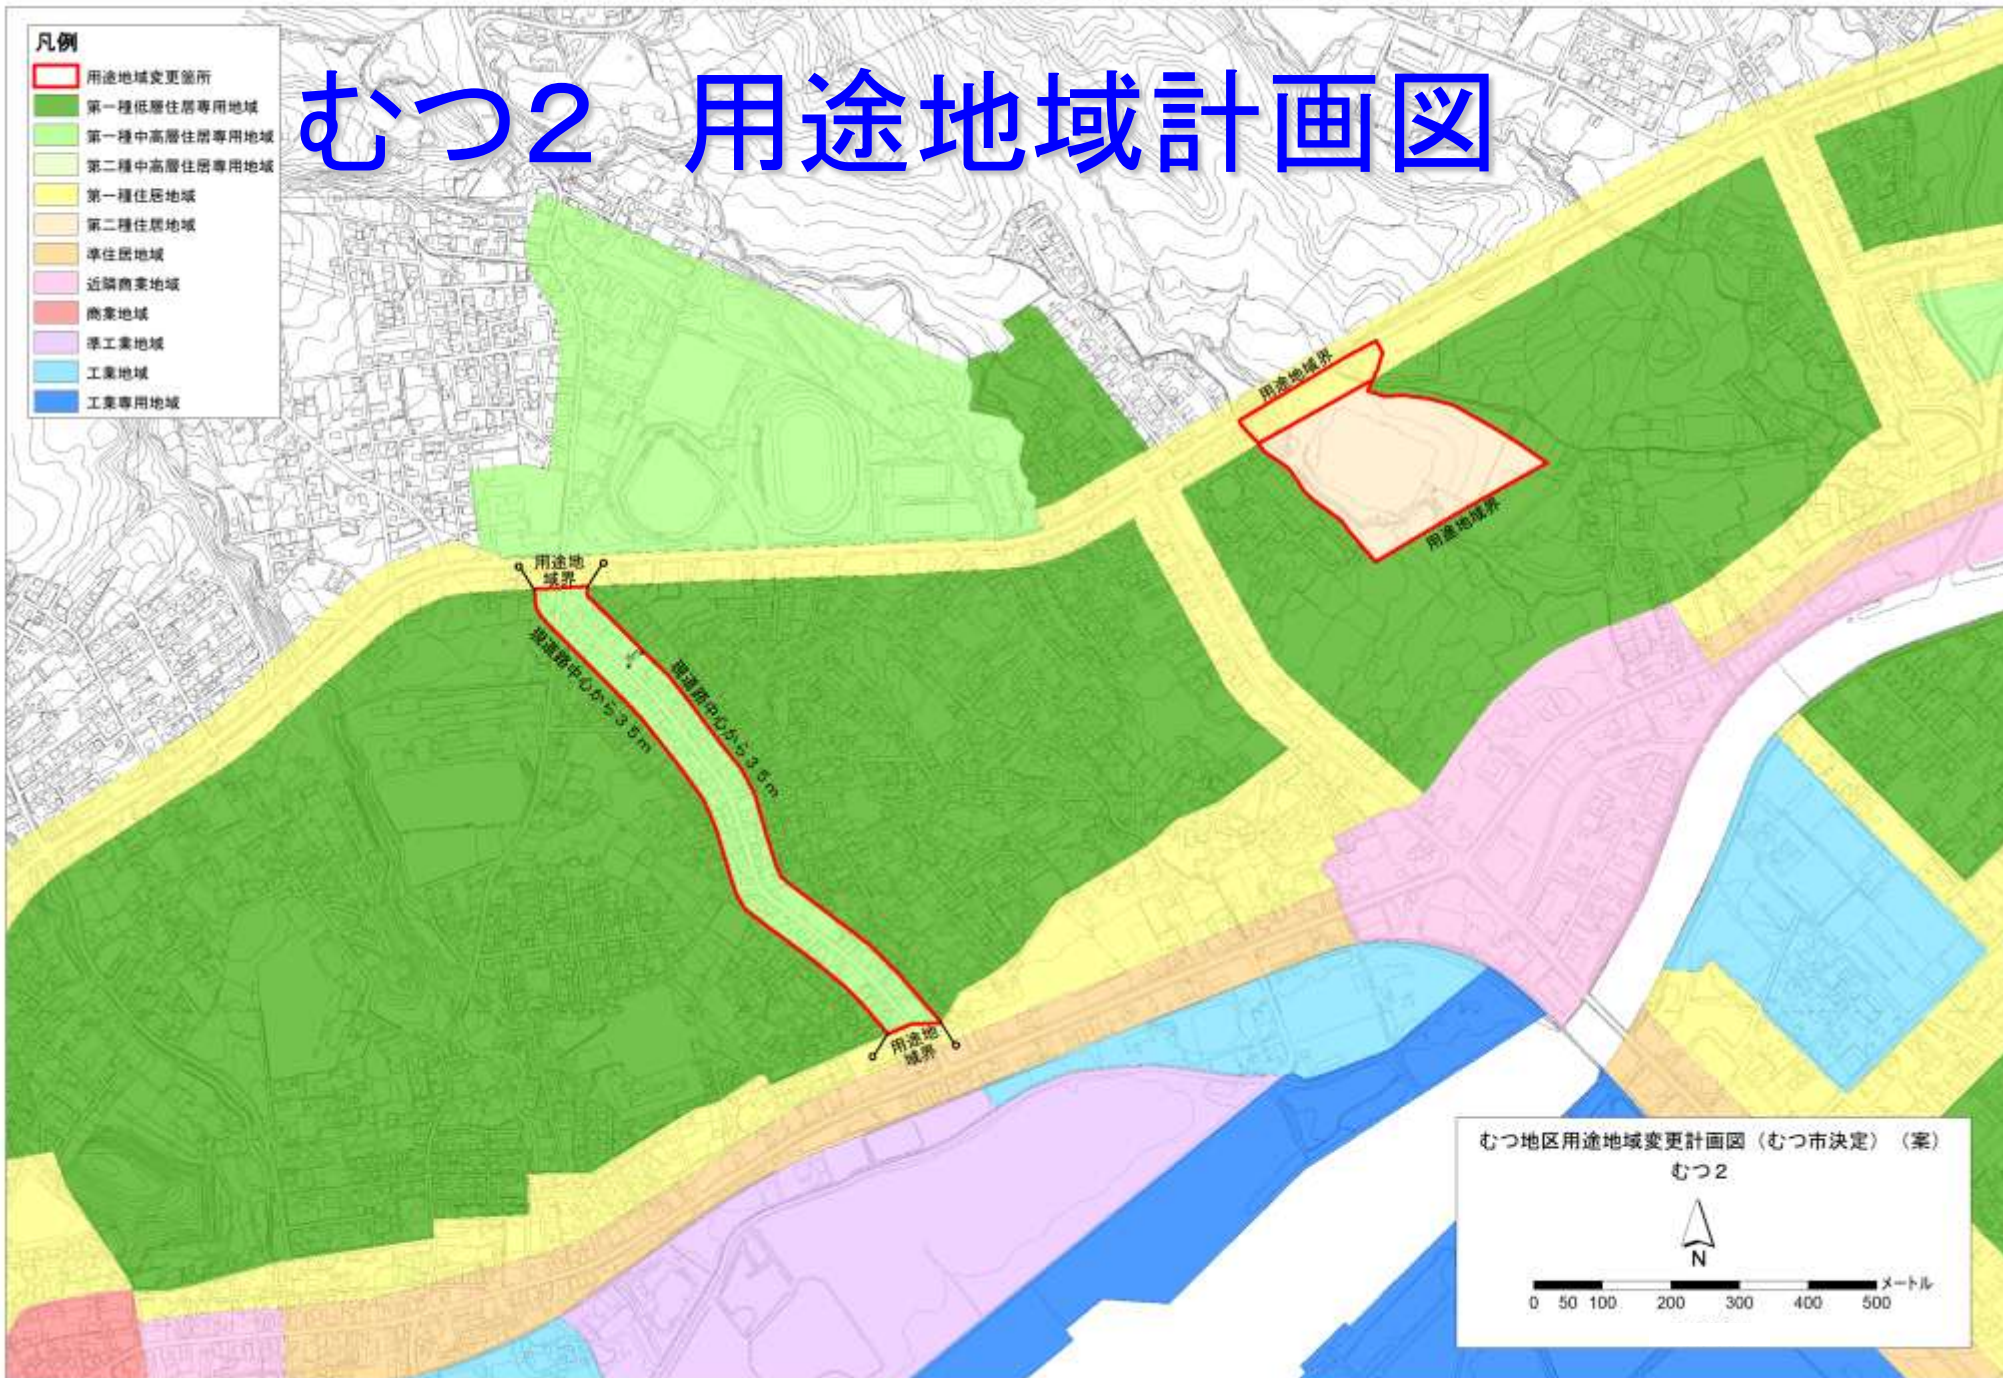 むつ２　用途地域計画図
凡例
用途地域変更箇所
第一種低層住居専用地域
第一種中高層住居専用地域
第二種中高層住居専用地域
第一種住居地域
第二種住居地域
準住居地域
近隣商業地域
商業地域
準工業地域
工業地域
工業専用地域
用途地域界
用途地域界
用途地
域界
現道路中心から３５ｍ
現道路中心から３５ｍ
用途地
域界
むつ地区用途地域変更計画図（むつ市決定）（案）
むつ２
N
メートル
0 50 100 200 300 400 500